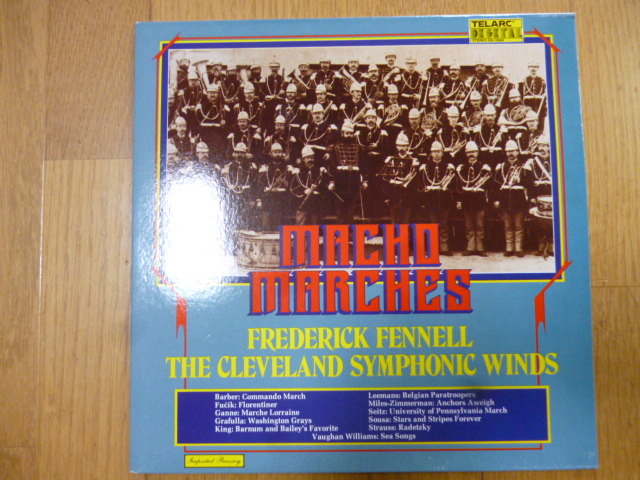 TELARC
DIGITAL
MACHO
MARCHES
FREDERICK FENNELL
THE CLEVELAND SYMPHONIC WINDS
Barber: Commando March
Fučik: Florentiner
Ganne: Marche Lorraine
Grafulla: Washington Grays
King: Barnum and Bailey's Favorite
Leemans: Belgian Paratroopers
Miles-Zimmerman: Anchors Aweigh
Seitz: University of Pennsylvania March
Sousa: Stars and Stripes Forever
Strauss: Radetzky
Vaughan Williams: Sea Songs
Imported Pressing